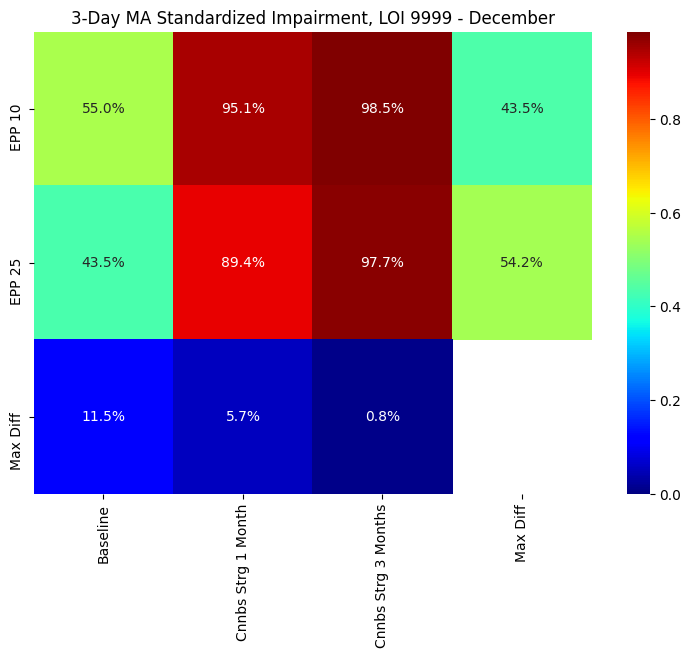 3-Day MA Standardized Impairment, LOI 9999 - December
EPP 10
55.0%
95.1%
98.5%
43.5%
EPP 25
43.5%
89.4%
97.7%
54.2%
Max Diff
11.5%
5.7%
0.8%
Baseline
Cnnbs Strg 1 Month
Cnnbs Strg 3 Months
Max Diff
0.8
0.6
0.4
0.2
0.0